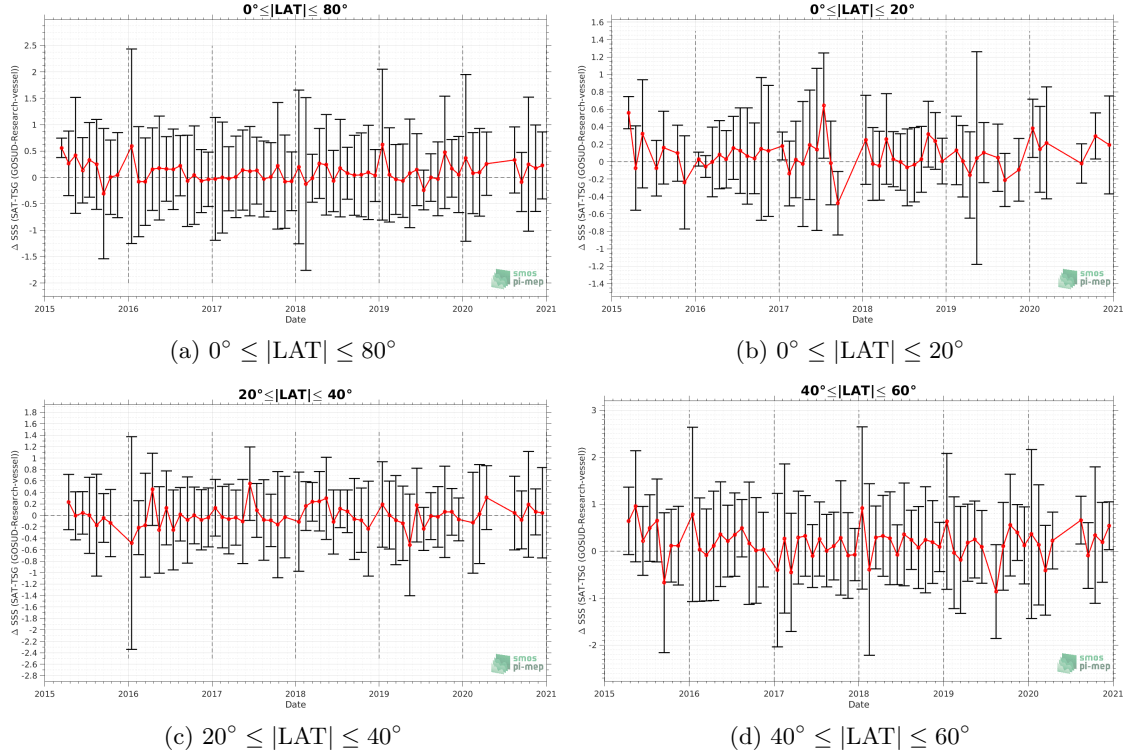 0°≤|LAT|≤ 80°
Δ SSS (SAT-TSG (GOSUD-Research-vessel))
2.5
2
1.5
1
0.5
0
-0.5
-1
-1.5
-2
2015 2016 2017 2018 2019 2020 2021
Date
smos
pi-mep
(a) 0° ≤ |LAT| ≤ 80°
0°≤|LAT|≤ 20°
Δ SSS (SAT-TSG (GOSUD-Research-vessel))
1.6
1.4
1.2
1
0.8
0.6
0.4
0.2
0
-0.2
-0.4
-0.6
-0.8
-1
-1.2
-1.4
2015 2016 2017 2018 2019 2020 2021
Date
smos
pi-mep
(b) 0° ≤ |LAT| ≤ 20°
20°≤|LAT|≤ 40°
Δ SSS (SAT-TSG (GOSUD-Research-vessel))
1.8
1.6
1.4
1.2
1
0.8
0.6
0.4
0.2
0
-0.2
-0.4
-0.6
-0.8
-1
-1.2
-1.4
-1.6
-1.8
-2
-2.2
-2.4
-2.6
-2.8
2015 2016 2017 2018 2019 2020 2021
Date
smos
pi-mep
(c) 20° ≤ |LAT| ≤ 40°
40°≤|LAT|≤ 60°
Δ SSS (SAT-TSG (GOSUD-Research-vessel))
3
2
1
0
-1
-2
2015 2016 2017 2018 2019 2020 2021
Date
smos
pi-mep
(d) 40° ≤ |LAT| ≤ 60°